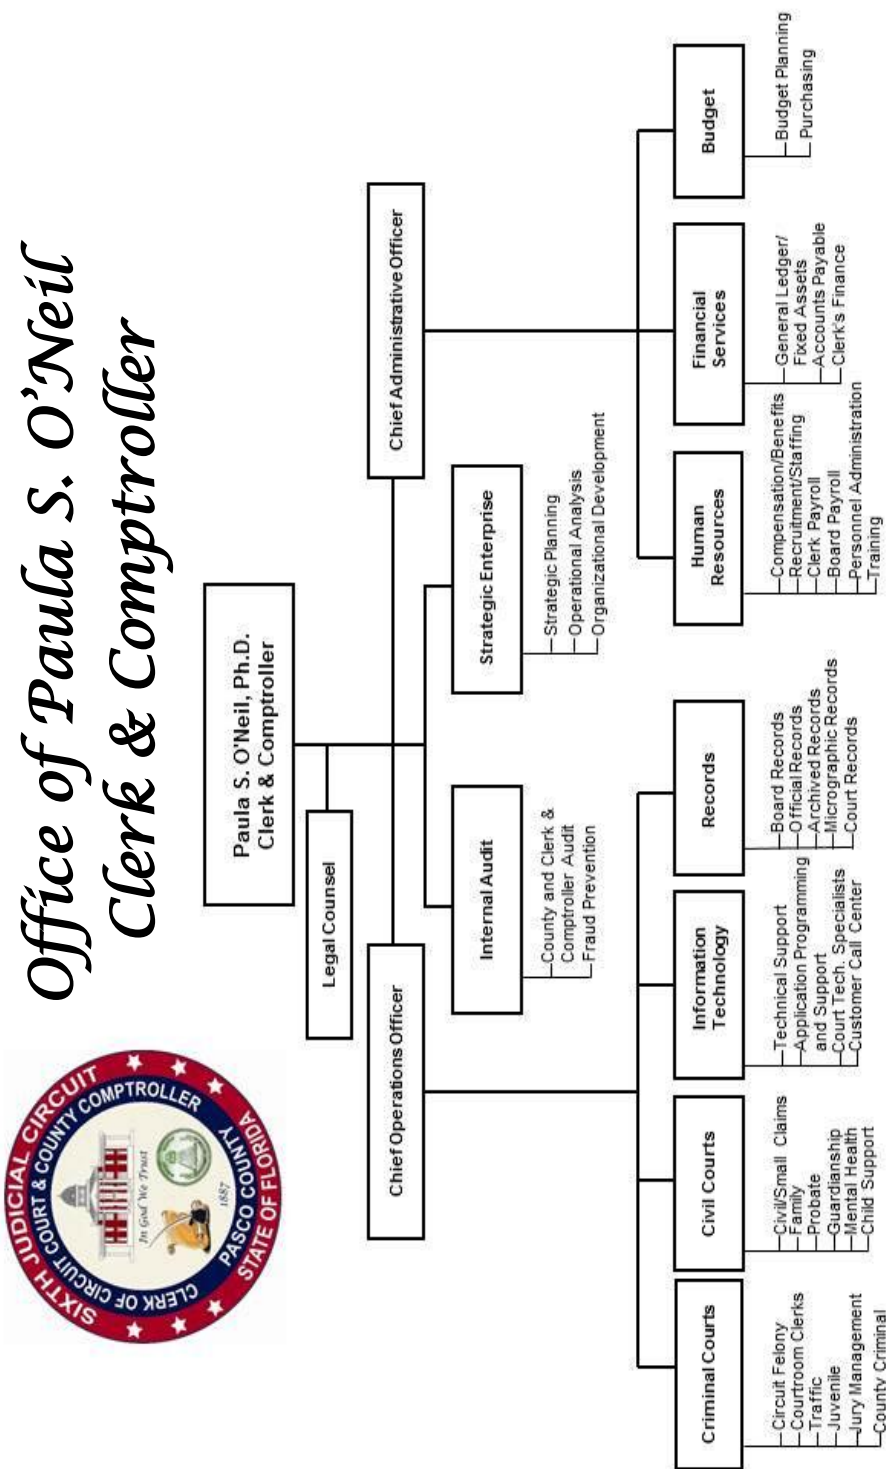 Office of Paula S. O'Neil
Clerk & Comptroller
SIXTH JUDICIAL CIRCUIT
CLERK OF CIRCUIT COURT & COUNTY COMPTROLLER
In God We Trust
1887
PASCO COUNTY
STATE OF FLORIDA
Paula S. O'Neil, Ph.D.
Clerk & Comptroller
Legal Counsel
Chief Operations Officer
Chief Administrative Officer
Internal Audit
County and Clerk &
Comptroller Audit
Fraud Prevention
Strategic Enterprise
Strategic Planning
Operational Analysis
Organizational Development
Criminal Courts
Circuit Felony
Courtroom Clerks
Traffic
Juvenile
Jury Management
County Criminal
Civil Courts
Civil/Small Claims
Family
Probate
Guardianship
Mental Health
Child Support
Information
Technology
Technical Support
Application Programming
and Support
Court Tech. Specialists
Customer Call Center
Records
Board Records
Official Records
Archived Records
Micrographic Records
Court Records
Human
Resources
Compensation/Benefits
Recruitment/Staffing
Clerk Payroll
Board Payroll
Personnel Administration
Training
Financial
Services
General Ledger/
Fixed Assets
Accounts Payable
Clerk's Finance
Budget
Budget Planning
Purchasing